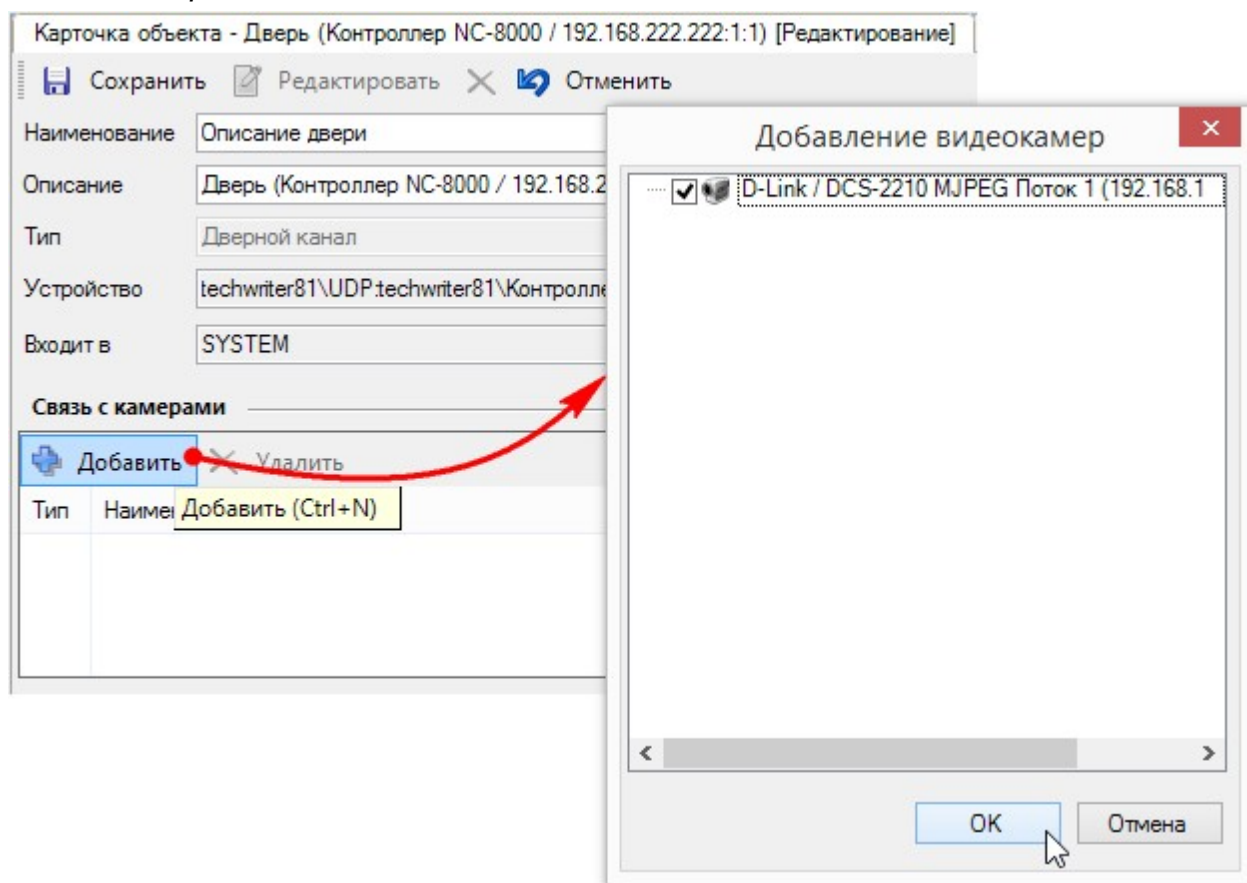 Карточка объекта - Дверь (Контроллер NC-8000 / 192.168.222.222:1:1) [Редактирование]
Сохранить Редактировать Отменить
Наименование Описание двери
Описание Дверь (Контроллер NC-8000 / 192.168.2
Тип Дверной канал
Устройство techwriter81\UDP:techwriter81\Контролле
Входит в SYSTEM
Связь с камерами
Добавить Удалить
Тип Наимен
Добавить (Ctrl+N)
Добавление видеокамер
D-Link / DCS-2210 MJPEG Поток 1 (192.168.1
OK Отмена